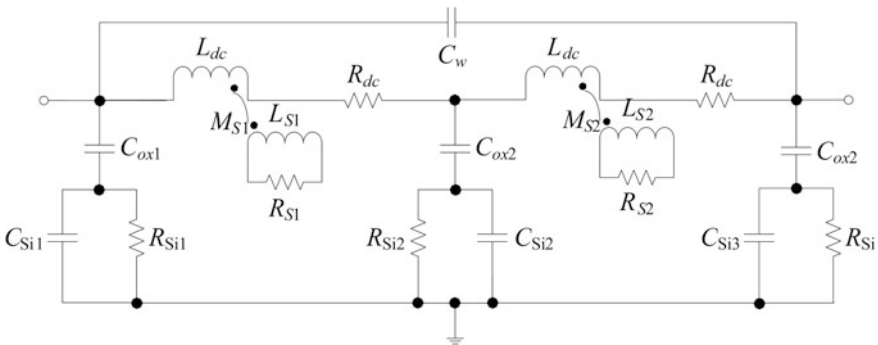 C_w
L_dc
R_dc
L_dc
R_dc
M_S1
L_S1
M_S2
L_S2
C_ox1
C_ox2
C_ox2
R_S1
R_S2
C_Si1
R_Si1
R_Si2
C_Si2
C_Si3
R_Si